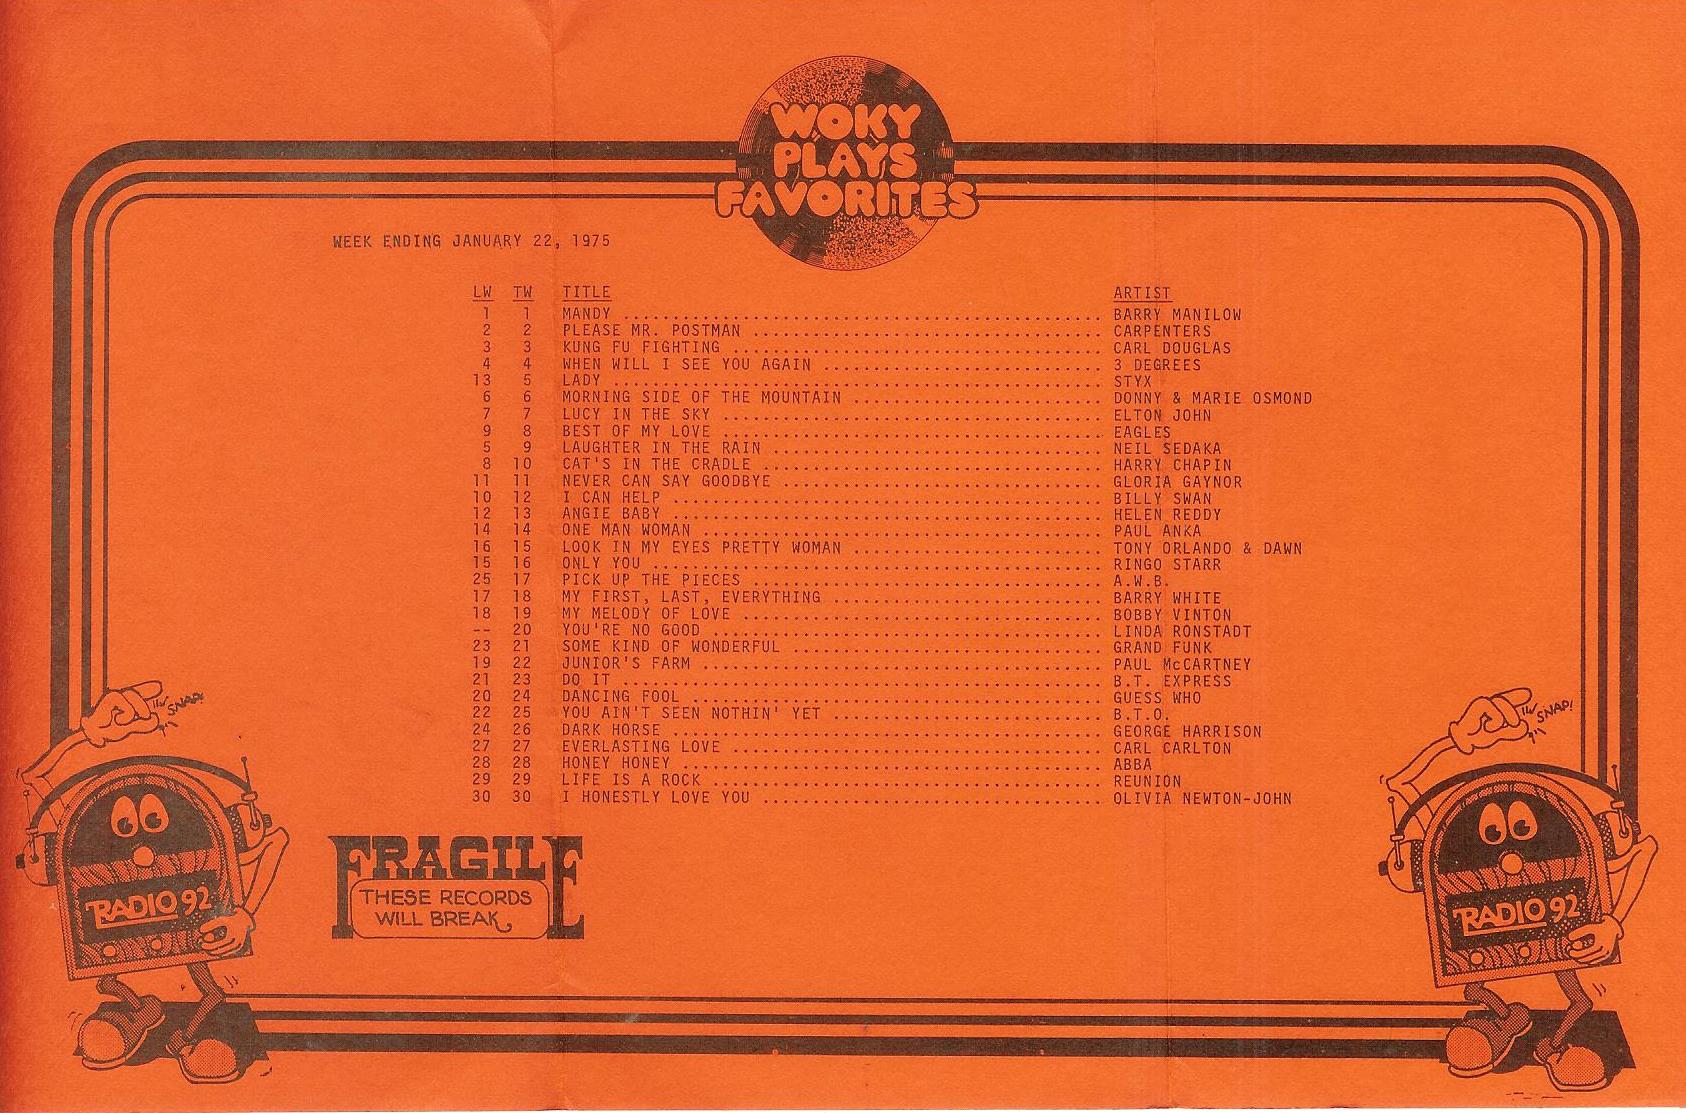 WOKY
PLAYS
FAVORITES
WEEK ENDING JANUARY 22, 1975
LW TW TITLE ARTIST
1 1 MANDY ........ BARRY MANILOW
2 2 PLEASE MR. POSTMAN ........ CARPENTERS
3 3 KUNG FU FIGHTING ........ CARL DOUGLAS
4 4 WHEN WILL I SEE YOU AGAIN ........ 3 DEGREES
13 5 LADY ........ STYX
6 6 MORNING SIDE OF THE MOUNTAIN ........ DONNY & MARIE OSMOND
7 7 LUCY IN THE SKY ........ ELTON JOHN
9 8 BEST OF MY LOVE ........ EAGLES
5 9 LAUGHTER IN THE RAIN ........ NEIL SEDAKA
8 10 CAT'S IN THE CRADLE ........ HARRY CHAPIN
11 11 NEVER CAN SAY GOODBYE ........ GLORIA GAYNOR
10 12 I CAN HELP ........ BILLY SWAN
12 13 ANGIE BABY ........ HELEN REDDY
14 14 ONE MAN WOMAN ........ PAUL ANKA
16 15 LOOK IN MY EYES PRETTY WOMAN ........ TONY ORLANDO & DAWN
15 16 ONLY YOU ........ RINGO STARR
25 17 PICK UP THE PIECES ........ A.W.B.
17 18 MY FIRST, LAST, EVERYTHING ........ BARRY WHITE
18 19 MY MELODY OF LOVE ........ BOBBY VINTON
-- 20 YOU'RE NO GOOD ........ LINDA RONSTADT
23 21 SOME KIND OF WONDERFUL ........ GRAND FUNK
19 22 JUNIOR'S FARM ........ PAUL McCARTNEY
21 23 DO IT ........ B.T. EXPRESS
20 24 DANCING FOOL ........ GUESS WHO
22 25 YOU AIN'T SEEN NOTHIN' YET ........ B.T.O.
24 26 DARK HORSE ........ GEORGE HARRISON
27 27 EVERLASTING LOVE ........ CARL CARLTON
28 28 HONEY HONEY ........ ABBA
29 29 LIFE IS A ROCK ........ REUNION
30 30 I HONESTLY LOVE YOU ........ OLIVIA NEWTON-JOHN
SNAP!
SNAP!
RADIO 92
RADIO 92
FRAGILE
THESE RECORDS
WILL BREAK